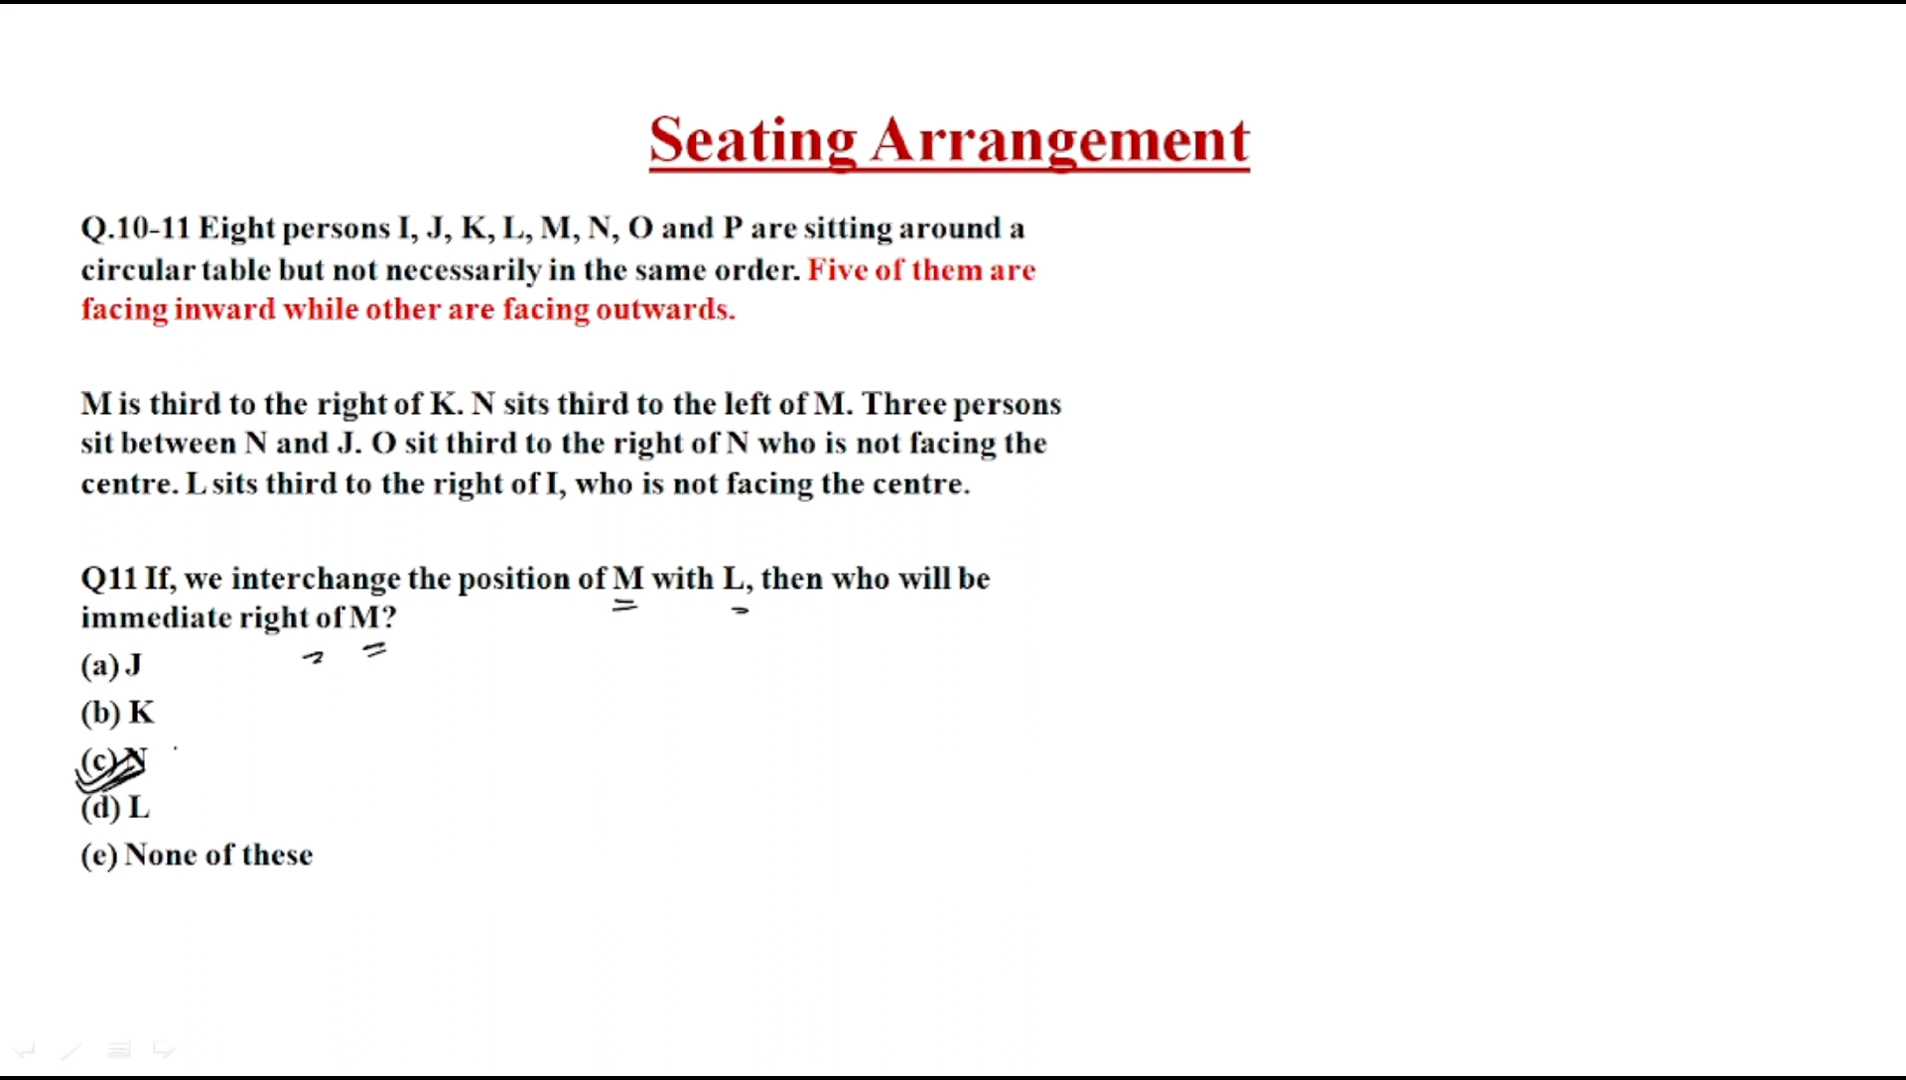 Seating Arrangement
Q.10-11 Eight persons I, J, K, L, M, N, O and P are sitting around a
circular table but not necessarily in the same order. Five of them are
facing inward while other are facing outwards.
M is third to the right of K. N sits third to the left of M. Three persons
sit between N and J. O sit third to the right of N who is not facing the
centre. L sits third to the right of I, who is not facing the centre.
Q11 If, we interchange the position of M with L, then who will be
immediate right of M?
(a) J
(b) K
(c) N
(d) L
(e) None of these